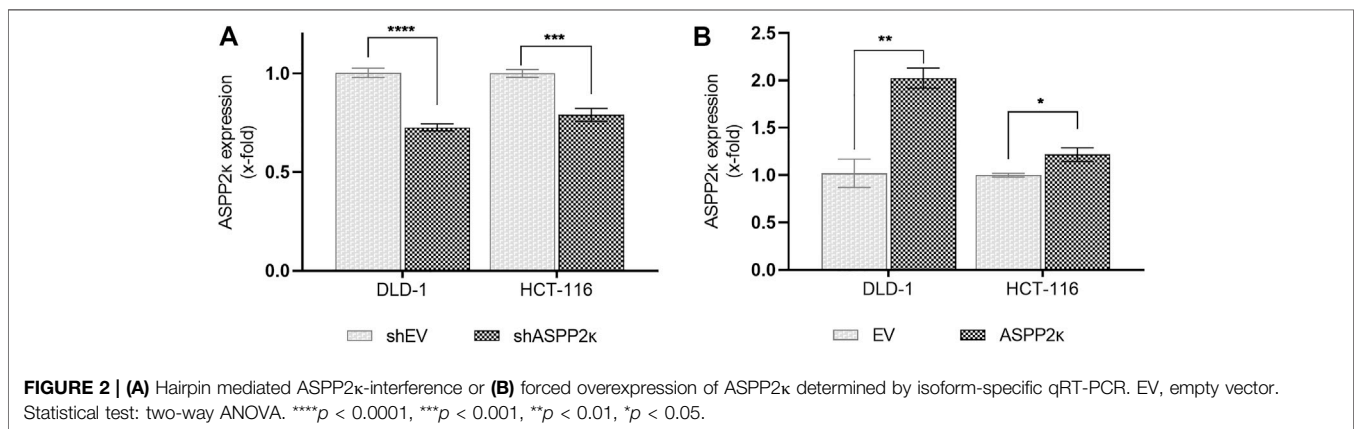 A
ASPP2κ expression
(x-fold)
1.0
0.5
0.0
****
***
DLD-1
HCT-116
shEV
shASPP2κ
B
ASPP2κ expression
(x-fold)
2.5
2.0
1.5
1.0
0.5
0.0
**
*
DLD-1
HCT-116
EV
ASPP2κ
FIGURE 2 | (A) Hairpin mediated ASPP2κ-interference or (B) forced overexpression of ASPP2κ determined by isoform-specific qRT-PCR. EV, empty vector.
Statistical test: two-way ANOVA. ****p < 0.0001, ***p < 0.001, **p < 0.01, *p < 0.05.